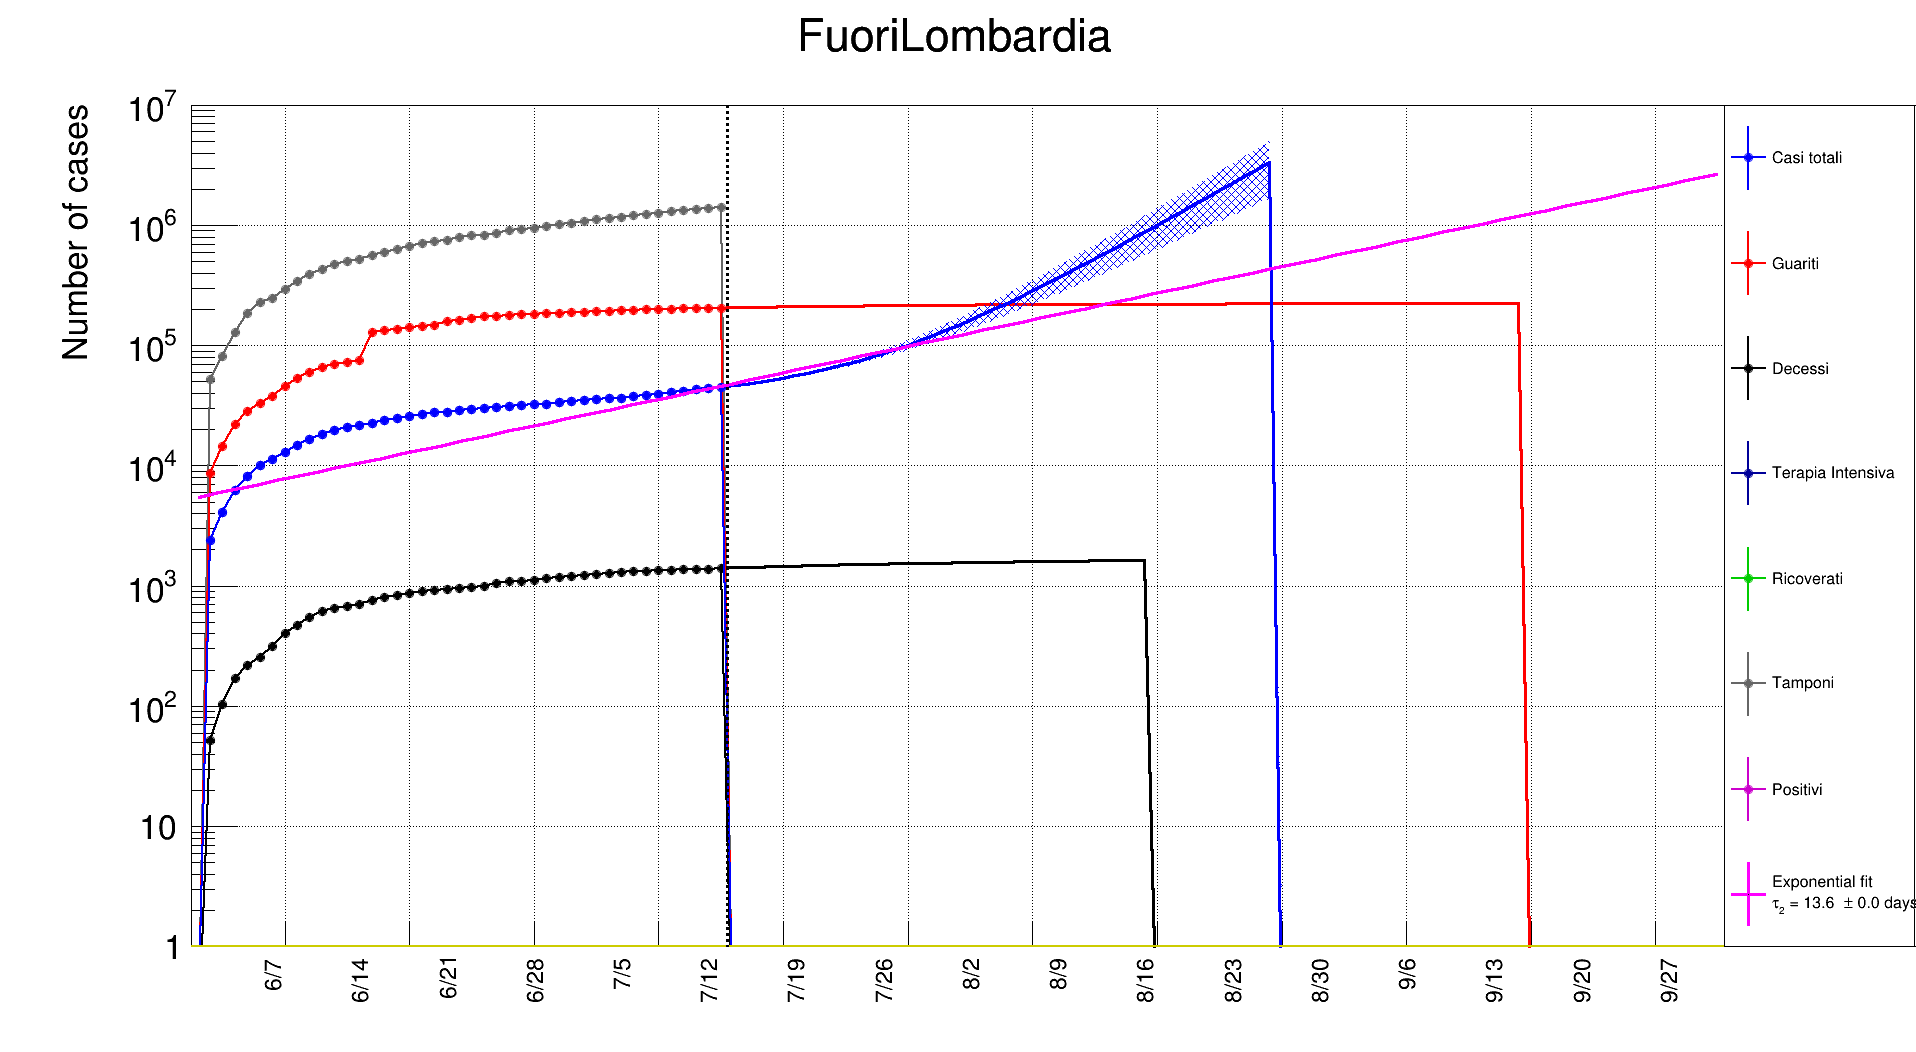 FuoriLombardia
Number of cases
10^7
10^6
10^5
10^4
10^3
10^2
10
1
6/7
6/14
6/21
6/28
7/5
7/12
7/19
7/26
8/2
8/9
8/16
8/23
8/30
9/6
9/13
9/20
9/27
Casi totali
Guariti
Decessi
Terapia Intensiva
Ricoverati
Tamponi
Positivi
Exponential fit
τ₂ = 13.6 ± 0.0 days